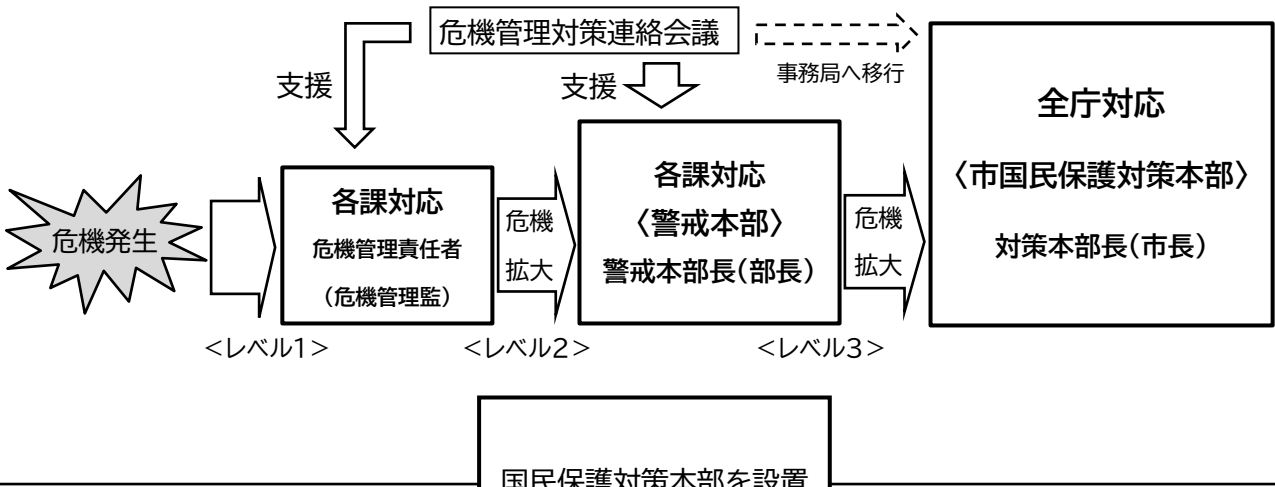 危機管理対策連絡会議
事務局へ移行
支援
支援
全庁対応
〈市国民保護対策本部〉
対策本部長(市長)
各課対応
〈警戒本部〉
警戒本部長(部長)
各課対応
危機管理責任者
(危機管理監)
危機発生
危機
拡大
危機
拡大
<レベル1>
<レベル2>
<レベル3>
国民保護対策本部を設置